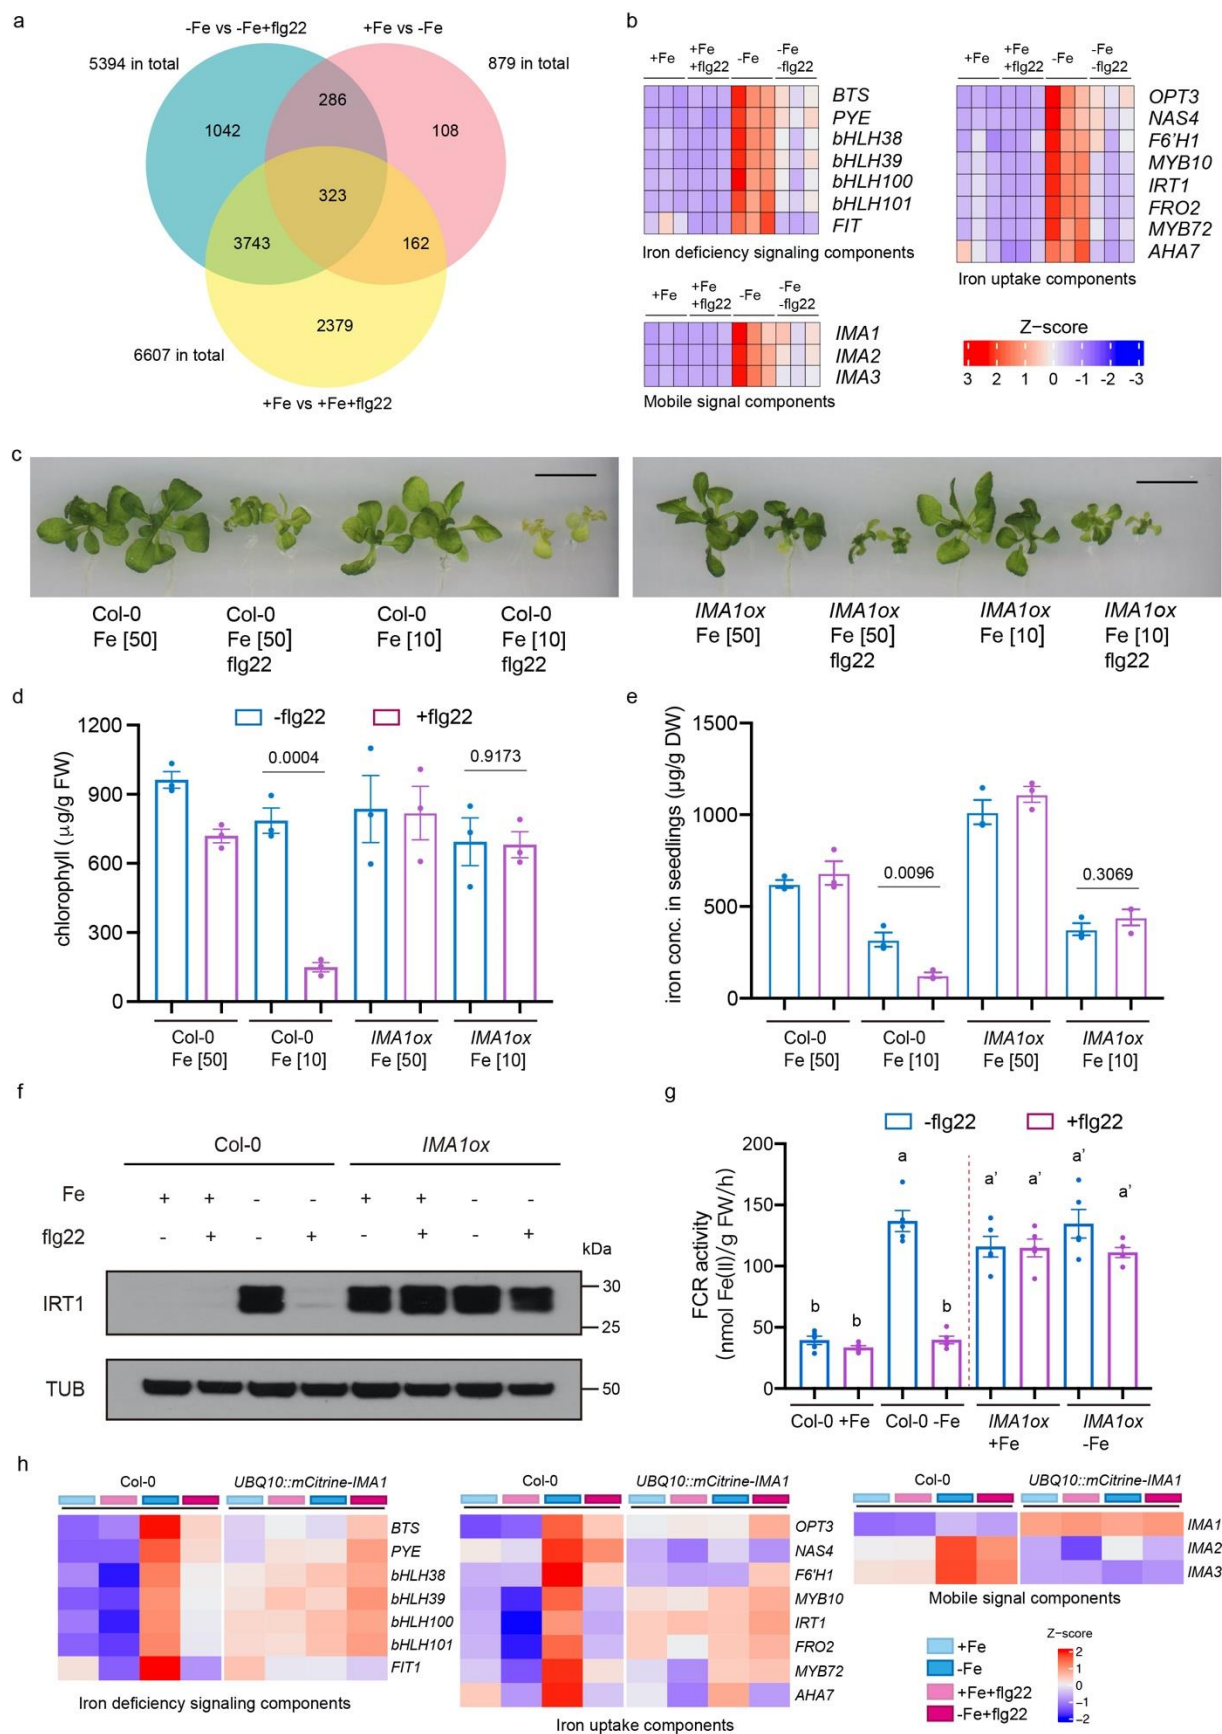 a
-Fe vs -Fe+flg22
+Fe vs -Fe
5394 in total
879 in total
286
1042
108
323
3743
162
2379
6607 in total
+Fe vs +Fe+flg22
b
+Fe
+Fe
+flg22
-Fe
-Fe
-flg22
BTS
PYE
bHLH38
bHLH39
bHLH100
bHLH101
FIT
Iron deficiency signaling components
+Fe
+Fe
+flg22
-Fe
-Fe
-flg22
OPT3
NAS4
F6'H1
MYB10
IRT1
FRO2
MYB72
AHA7
Iron uptake components
+Fe
+Fe
+flg22
-Fe
-Fe
-flg22
IMA1
IMA2
IMA3
Mobile signal components
Z−score
3 2 1 0 -1 -2 -3
c
Col-0
Fe [50]
Col-0
Fe [50]
flg22
Col-0
Fe [10]
Col-0
Fe [10]
flg22
IMA1ox
Fe [50]
IMA1ox
Fe [50]
flg22
IMA1ox
Fe [10]
IMA1ox
Fe [10]
flg22
d
-flg22
+flg22
chlorophyll (µg/g FW)
1200
900
600
300
0
0.0004
0.9173
Col-0
Fe [50]
Col-0
Fe [10]
IMA1ox
Fe [50]
IMA1ox
Fe [10]
e
iron conc. in seedlings (µg/g DW)
1500
1000
500
0
0.0096
0.3069
Col-0
Fe [50]
Col-0
Fe [10]
IMA1ox
Fe [50]
IMA1ox
Fe [10]
f
Col-0
IMA1ox
Fe + + - - + + - -
flg22 - + - + - + - +
kDa
IRT1
30
25
TUB
50
g
-flg22
+flg22
FCR activity
(nmol Fe(II)/g FW/h)
200
150
100
50
0
b
b
a
b
a'
a'
a'
a'
Col-0 +Fe
Col-0 -Fe
IMA1ox
+Fe
IMA1ox
-Fe
h
Col-0
UBQ10::mCitrine-IMA1
BTS
PYE
bHLH38
bHLH39
bHLH100
bHLH101
FIT1
Iron deficiency signaling components
Col-0
UBQ10::mCitrine-IMA1
OPT3
NAS4
F6'H1
MYB10
IRT1
FRO2
MYB72
AHA7
Iron uptake components
Col-0
UBQ10::mCitrine-IMA1
IMA1
IMA2
IMA3
Mobile signal components
+Fe
-Fe
+Fe+flg22
-Fe+flg22
Z−score
2
1
0
−1
−2